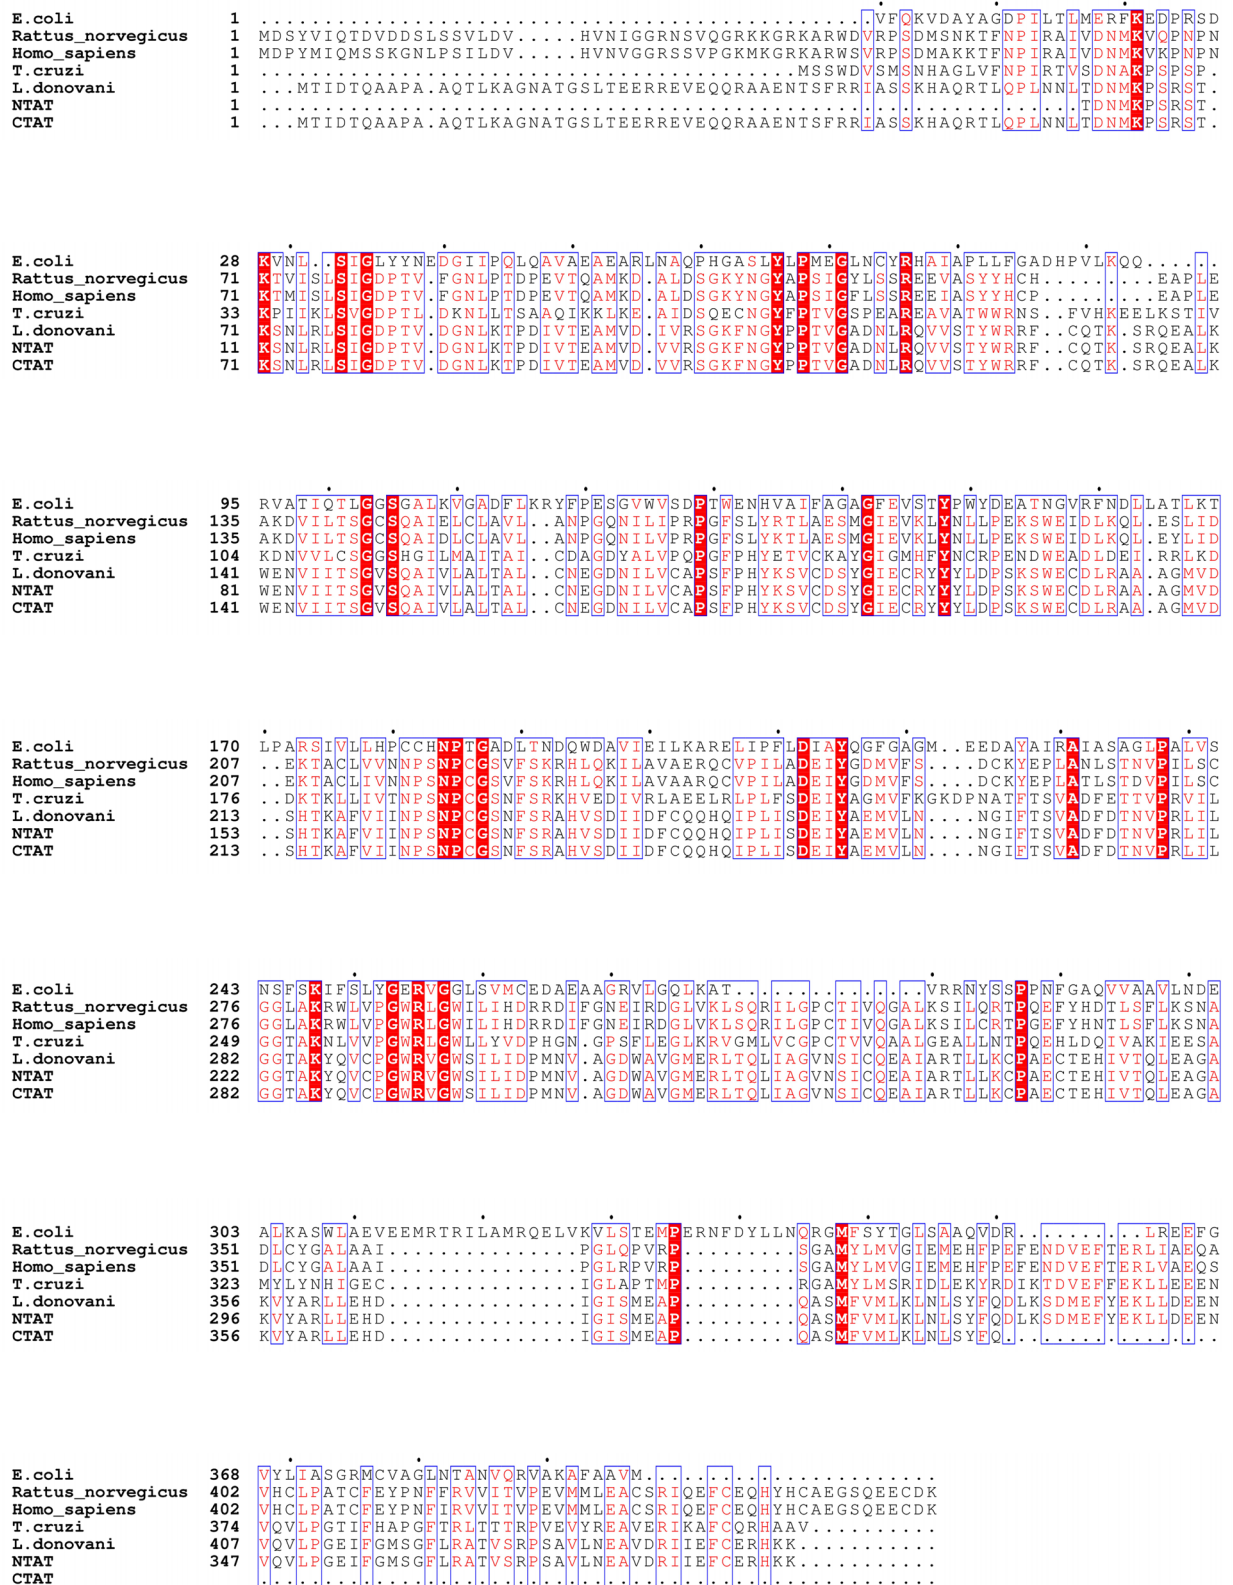 E.coli 1 ...............................................VFQKVDAYAGDPILTLMERFKEDPRSD
Rattus_norvegicus 1 MDSYVIQTDVDDSLSSVLDV.....HVNIGGRNSVQGRKKGRKARWDVRPSDMSNKTFNPIRAIVDNMKVQPNPN
Homo_sapiens 1 MDPYMIQMSSKGNLPSILDV.....HVNVGGRSSVPGKMKGRKARWSVRPSDMAKKTFNPIRAIVDNMKVKPNPN
T.cruzi 1 ..........................................MSSWDVSMSNHAGLVFNPIRTVSDNAKPSPSP.
L.donovani 1 ...MTIDTQAAPA.AQTLKAGNATGSLTEERREVEQQRAAENTSFRRIASSKHAQRTLQPLNNLTDNMKPSRST.
NTAT 1 ................................................................TDNMKPSRST.
CTAT 1 ...MTIDTQAAPA.AQTLKAGNATGSLTEERREVEQQRAAENTSFRRIASSKHAQRTLQPLNNLTDNMKPSRST.
E.coli 28 KVNL..SIGLYYNEDGIIPQLQAVAEAEARLNAQPHGASLYLPMEGLNCYRHAIAPLLFGADHPVLKQQ......
Rattus_norvegicus 71 KTVISLSIGDPTV.FGNLPTDPEVTQAMKD.ALDSGKYNGYAPSIGYLSSREEVASYYHCH.........EAPLE
Homo_sapiens 71 KTMISLSIGDPTV.FGNLPTDPEVTQAMKD.ALDSGKYNGYAPSIGFLSSREEIASYYHCP.........EAPLE
T.cruzi 33 KPIIKLSVGDPTL.DKNLLTSAAQIKKLKE.AIDSQECNGYFPTVGSPEAREAVATWWRNS..FVHKEELKSTIV
L.donovani 71 KSNLRLSIGDPTV.DGNLKTPDIVTEAMVD.IVRSGKFNGYPPTVGADNLRQVVSTYWRRF..CQTK.SRQEALK
NTAT 11 KSNLRLSIGDPTV.DGNLKTPDIVTEAMVD.VVRSGKFNGYPPTVGADNLRQVVSTYWRRF..CQTK.SRQEALK
CTAT 71 KSNLRLSIGDPTV.DGNLKTPDIVTEAMVD.VVRSGKFNGYPPTVGADNLRQVVSTYWRRF..CQTK.SRQEALK
E.coli 95 RVATIQTLGGSGALKVGADFLKRYFPESGVWVSDPTWENHVAIFAGAGFEVSTYPWYDEATNGVRFNDLLATLKT
Rattus_norvegicus 135 AKDVILTSGCSQAIELCLAVL..ANPGQNILIPRPGFSLYRTLAESMGIEVKLYNLLPEKSWEIDLKQL.ESLID
Homo_sapiens 135 AKDVILTSGCSQAIDLCLAVL..ANPGQNILVPRPGFSLYKTLAESMGIEVKLYNLLPEKSWEIDLKQL.EYLID
T.cruzi 104 KDNVVLCSGGSHGILMAITAI.CDAGDYALVPQPGFPHYETVCKAYGIGMHFYNCRPENDWEADLDEI.RRLKD
L.donovani 141 WENVIITSGVSQAIVLALTAL..CNEGDNILVCAPSFPHYKSVCDSYGIECRYYYLDPSKSWECDLRAA.AGMVD
NTAT 81 WENVIITSGVSQAIVLALTAL..CNEGDNILVCAPSFPHYKSVCDSYGIECRYYYLDPSKSWECDLRAA.AGMVD
CTAT 141 WENVIITSGVSQAIVLALTAL..CNEGDNILVCAPSFPHYKSVCDSYGIECRYYYLDPSKSWECDLRAA.AGMVD
E.coli 170 LPARSIVLLHPCCHNPTGADLTNDQWDAVIEILKARELIPFLDIAYQGFGAGM..EEDAYAIRAIASAGLPALVS
Rattus_norvegicus 207 ..EKTACLVVNNPSNPCGSVFSKRHLQKILAVAERQCVPILADEIYGDMVFS....DCKYEPLANLSTNVPILSC
Homo_sapiens 207 ..EKTACLIVNNPSNPCGSVFSKRHLQKILAVAARQCVPILADEIYGDMVFS....DCKYEPLATLSTDVPILSC
T.cruzi 176 ..DKTKLLIVTNPSNPCGSNFSRKHVEDIVRLAEELRLPLFSDEIYAGMVFKGKDPNATFTSVADFETTVPRVIL
L.donovani 213 ..SHTKAFVIINPSNPCGSNFSRAHVSDIIDFCQQHQIPLISDEIYAEMVLN....NGIFTSVADFDTNVPRLIL
NTAT 153 ..SHTKAFVIINPSNPCGSNFSRAHVSDIIDFCQQHQIPLISDEIYAEMVLN....NGIFTSVADFDTNVPRLIL
CTAT 213 ..SHTKAFVIINPSNPCGSNFSRAHVSDIIDFCQQHQIPLISDEIYAEMVLN....NGIFTSVADFDTNVPRLIL
E.coli 243 NSFSKIFSLYGERVGGLSVMCEDAEAAGRVLGQLKAT...............VRRNYSSPPNFGAQVVAAVLNDE
Rattus_norvegicus 276 GGLAKRWLVPGWRLGWILIHDRRDIFGNEIRDGLVKLSQRILGPCTIVQGALKSILQRTPQEFYHDTLSFLKSNA
Homo_sapiens 276 GGLAKRWLVPGWRLGWILIHDRRDIFGNEIRDGLVKLSQRILGPCTIVQGALKSILCRTPGEFYHNTLSFLKSNA
T.cruzi 249 GGTAKNLVVPGWRLGWLLYVDPHGN.GPSFLEGLKRVGMLVCGPCTVVQAALGEALLNTPQEHLDQIVAKIEESA
L.donovani 282 GGTAKYQVCPGWRVGWSILIDPMNV.AGDWAVGMERLTQLIAGVNSICQEAIARTLLKCPAECTEHIVTQLEAGA
NTAT 222 GGTAKYQVCPGWRVGWSILIDPMNV.AGDWAVGMERLTQLIAGVNSICQEAIARTLLKCPAECTEHIVTQLEAGA
CTAT 282 GGTAKYQVCPGWRVGWSILIDPMNV.AGDWAVGMERLTQLIAGVNSICQEAIARTLLKCPAECTEHIVTQLEAGA
E.coli 303 ALKASWLAEVEEMRTRILAMRQELVKVLSTEMPERNFDYLLNQRGMFSYTGLSAAQVDR..........LREEFG
Rattus_norvegicus 351 DLCYGALAAI...............PGLQPVRP.........SGAMYLMVGIEMEHFPEFENDVEFTERLIAEQA
Homo_sapiens 351 DLCYGALAAI...............PGLRPVRP.........SGAMYLMVGIEMEHFPEFENDVEFTERLVAEQS
T.cruzi 323 MYLYNHIGEC...............IGLAPTMP.........RGAMYLMSRIDLEKYRDIKTDVEFFEKLLEEEN
L.donovani 356 KVYARLLEHD...............IGISMEAP.........QASMFVMLKLNLSYFQDLKSDMEFYEKLLDEEN
NTAT 296 KVYARLLEHD...............IGISMEAP.........QASMFVMLKLNLSYFQDLKSDMEFYEKLLDEEN
CTAT 356 KVYARLLEHD...............IGISMEAP.........QASMFVMLKLNLSYFQ.................
E.coli 368 VYLIASGRMCVAGLNTANVQRVAKAFAAVM.......................
Rattus_norvegicus 402 VHCLPATCFEYPNFFRVVITVPEVMMLEACSRIQEFCEQHYHCAEGSQEECDK
Homo_sapiens 402 VHCLPATCFEYPNFIRVVITVPEVMMLEACSRIQEFCEQHYHCAEGSQEECDK
T.cruzi 374 VQVLPGTIFHAPGFTRLTTTRPVEVYREAVERIKAFCQRHAAV..........
L.donovani 407 VQVLPGEIFGMSGFLRATVSRPSAVLNEAVDRIIEFCERHKK...........
NTAT 347 VQVLPGEIFGMSGFLRATVSRPSAVLNEAVDRIIEFCERHKK...........
CTAT .....................................................